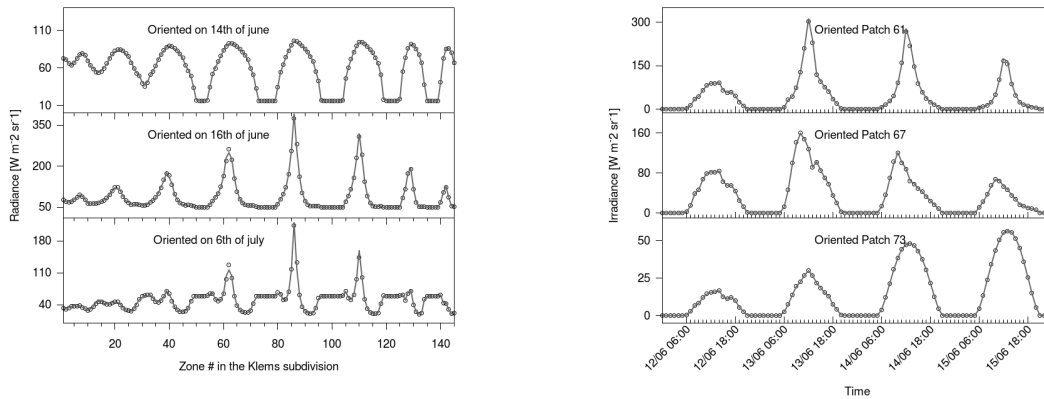 Oriented on 14th of june
110
60
10
Oriented on 16th of june
350
200
50
Oriented on 6th of july
180
110
40
Radiance [W m-2 sr-1]
20 40 60 80 100 120 140
Zone # in the Klems subdivision
Oriented Patch 61
300
150
0
Oriented Patch 67
160
80
0
Oriented Patch 73
50
25
0
Irradiance [W m-2 sr1]
12/06 06:00 12/06 18:00 13/06 06:00 13/06 18:00 14/06 06:00 14/06 18:00 15/06 06:00 15/06 18:00
Time